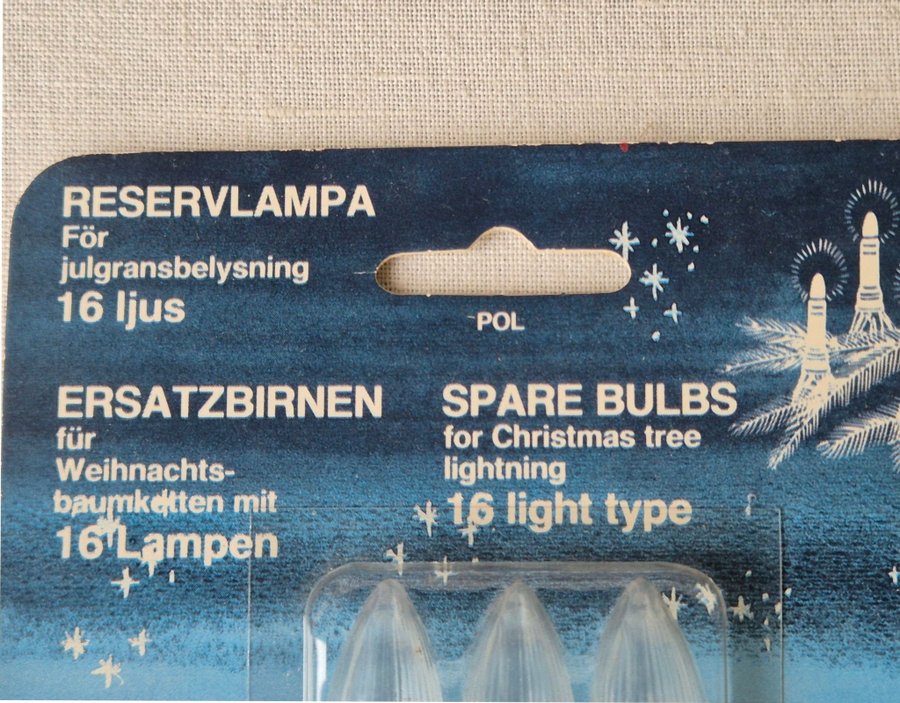 RESERVLAMPA
För
julgransbelysning
16 ljus
POL
ERSATZBIRNEN
für
Weihnachts-
baumketten mit
16 Lampen
SPARE BULBS
for Christmas tree
lightning
16 light type